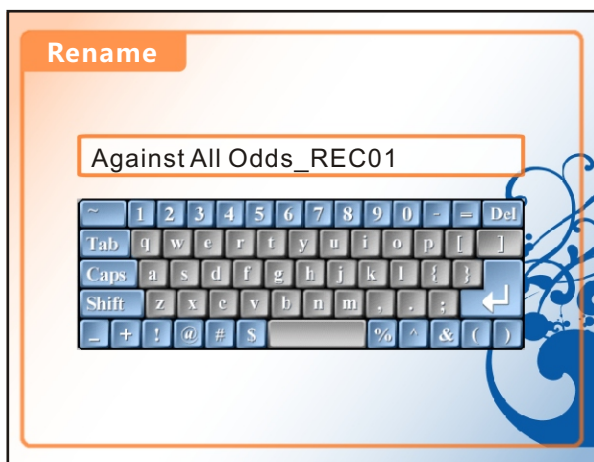 Rename
Against All Odds_REC01
~ 1 2 3 4 5 6 7 8 9 0 - = Del
Tab q w e r t y u i o p [ ]
Caps a s d f g h j k l { }
Shift z x c v b n m , . ;
_ + ! @ # $ % ^ & ( )